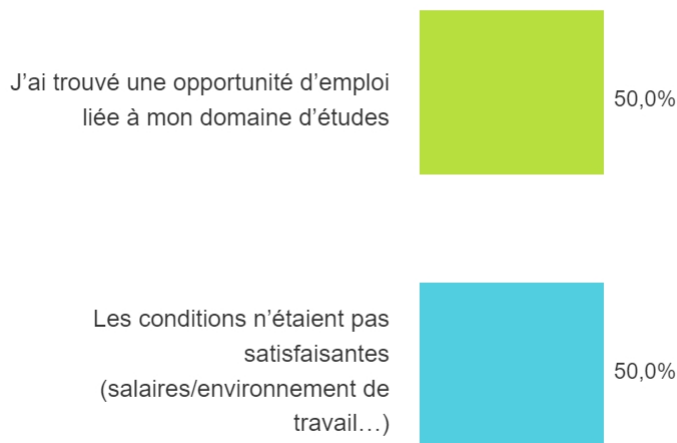 J’ai trouvé une opportunité d’emploi
liée à mon domaine d’études
50,0%
Les conditions n’étaient pas
satisfaisantes
(salaires/environnement de
travail…)
50,0%